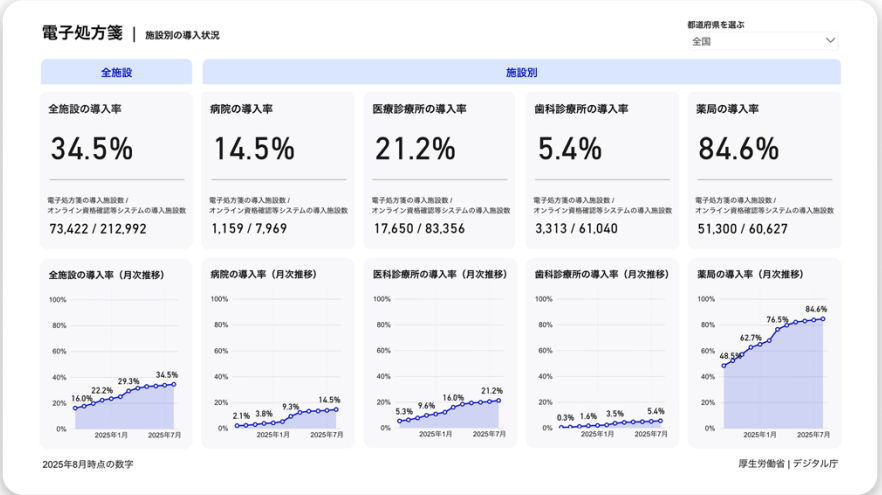 電子処方箋 | 施設別の導入状況
都道府県を選ぶ
全国
全施設
施設別
全施設の導入率
34.5%
電子処方箋の導入施設数 /
オンライン資格確認等システムの導入施設数
73,422 / 212,992
病院の導入率
14.5%
電子処方箋の導入施設数 /
オンライン資格確認等システムの導入施設数
1,159 / 7,969
医療診療所の導入率
21.2%
電子処方箋の導入施設数 /
オンライン資格確認等システムの導入施設数
17,650 / 83,356
歯科診療所の導入率
5.4%
電子処方箋の導入施設数 /
オンライン資格確認等システムの導入施設数
3,313 / 61,040
薬局の導入率
84.6%
電子処方箋の導入施設数 /
オンライン資格確認等システムの導入施設数
51,300 / 60,627
全施設の導入率（月次推移）
100%
80%
60%
40%
20%
0%
16.0%
22.2%
29.3%
34.5%
2025年1月
2025年7月
病院の導入率（月次推移）
100%
80%
60%
40%
20%
0%
2.1%
3.8%
9.3%
14.5%
2025年1月
2025年7月
医科診療所の導入率（月次推移）
100%
80%
60%
40%
20%
0%
5.3%
9.6%
16.0%
21.2%
2025年1月
2025年7月
歯科診療所の導入率（月次推移）
100%
80%
60%
40%
20%
0%
0.3%
1.6%
3.5%
5.4%
2025年1月
2025年7月
薬局の導入率（月次推移）
100%
80%
60%
40%
20%
0%
48.5%
62.7%
76.5%
84.6%
2025年1月
2025年7月
2025年8月時点の数字
厚生労働省 | デジタル庁